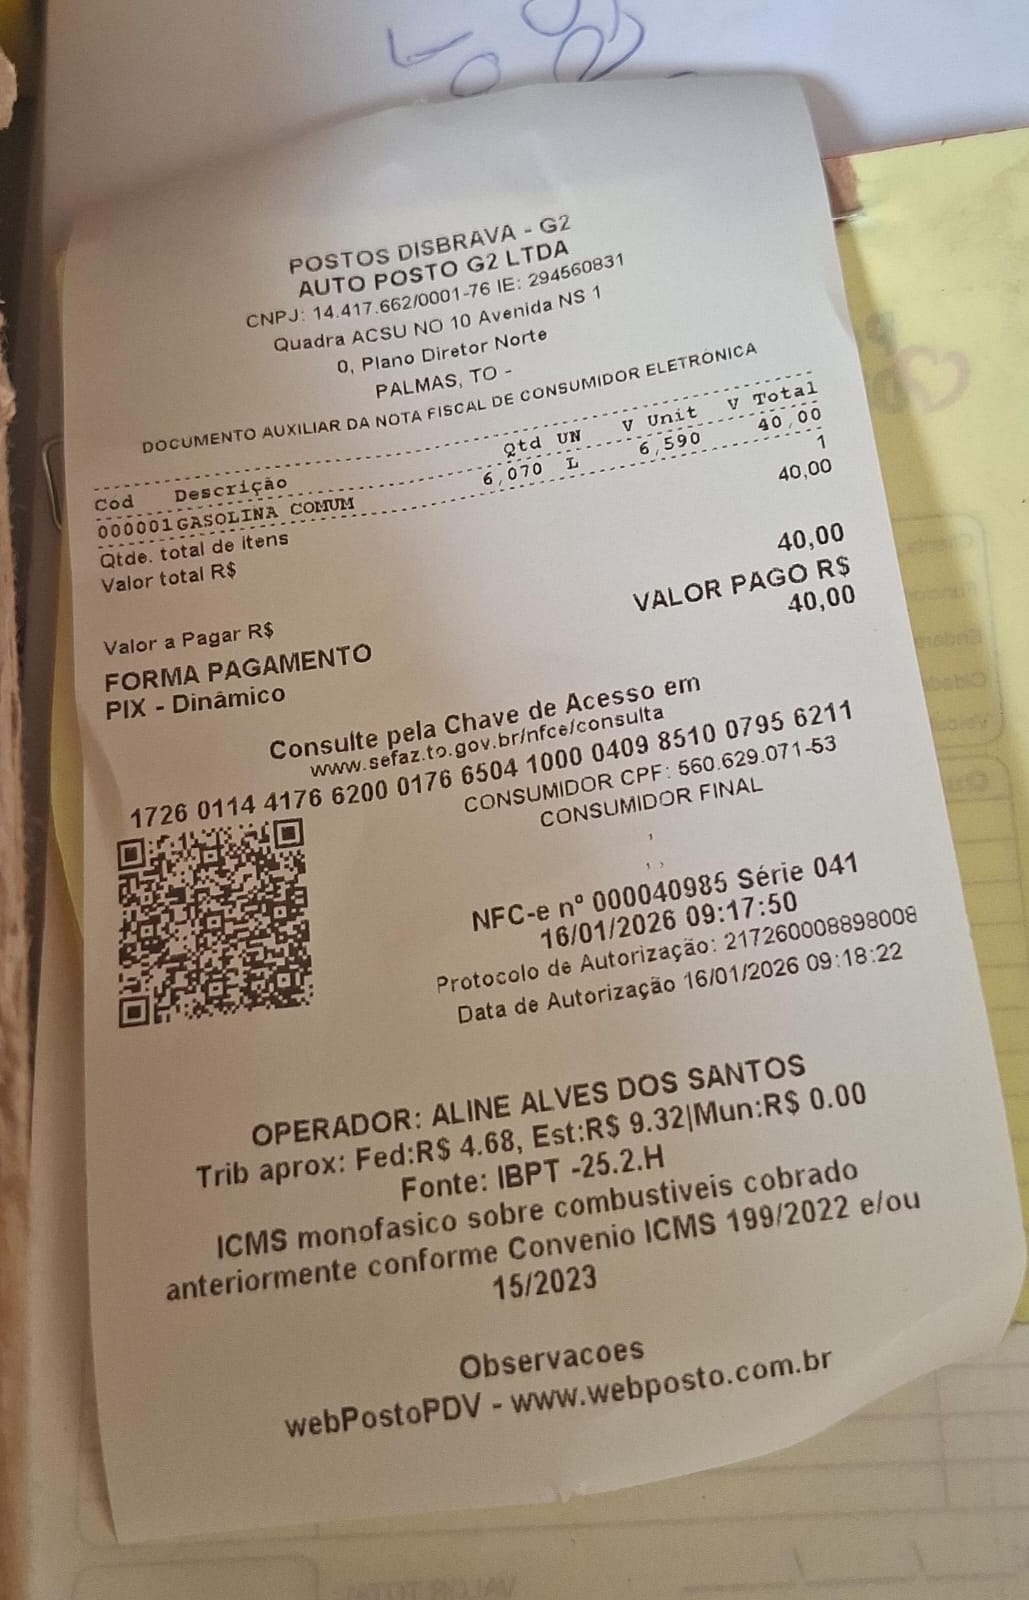 POSTOS DISBRAVA - G2
AUTO POSTO G2 LTDA
CNPJ: 14.417.662/0001-76 IE: 294560831
Quadra ACSU NO 10 Avenida NS 1
0, Plano Diretor Norte
PALMAS, TO -
DOCUMENTO AUXILIAR DA NOTA FISCAL DE CONSUMIDOR ELETRÔNICA
Cód Descrição Qtd UN V Unit V Total
000001 GASOLINA COMUM 6,070 L 6,590 40,00
Qtde. total de itens 1
Valor total R$ 40,00
Valor a Pagar R$ 40,00
FORMA PAGAMENTO VALOR PAGO R$
PIX - Dinâmico 40,00
Consulte pela Chave de Acesso em
www.sefaz.to.gov.br/nfce/consulta
1726 0114 4176 6200 0176 6504 1000 0409 8510 0795 6211
CONSUMIDOR CPF: 560.629.071-53
CONSUMIDOR FINAL
,
, ,
NFC-e nº 000040985 Série 041
16/01/2026 09:17:50
Protocolo de Autorização: 217260008898008
Data de Autorização 16/01/2026 09:18:22
OPERADOR: ALINE ALVES DOS SANTOS
Trib aprox: Fed:R$ 4.68, Est:R$ 9.32|Mun:R$ 0.00
Fonte: IBPT -25.2.H
ICMS monofasico sobre combustiveis cobrado
anteriormente conforme Convenio ICMS 199/2022 e/ou
15/2023
Observacoes
webPostoPDV - www.webposto.com.br